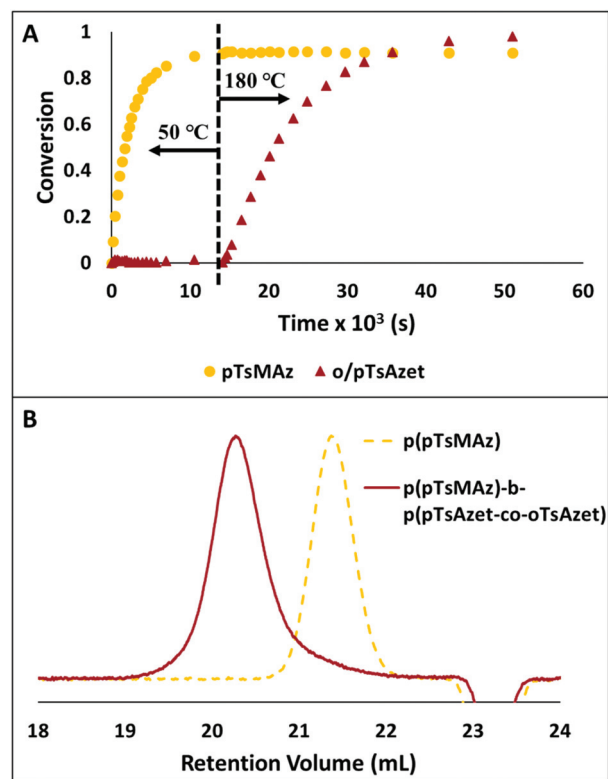 A
1
0.8
0.6
0.4
0.2
0
Conversion
180 °C
50 °C
0 10 20 30 40 50 60
Time x 10³ (s)
pTsMAz o/pTsAzet
B
p(pTsMAz)
p(pTsMAz)-b-
p(pTsAzet-co-oTsAzet)
18 19 20 21 22 23 24
Retention Volume (mL)